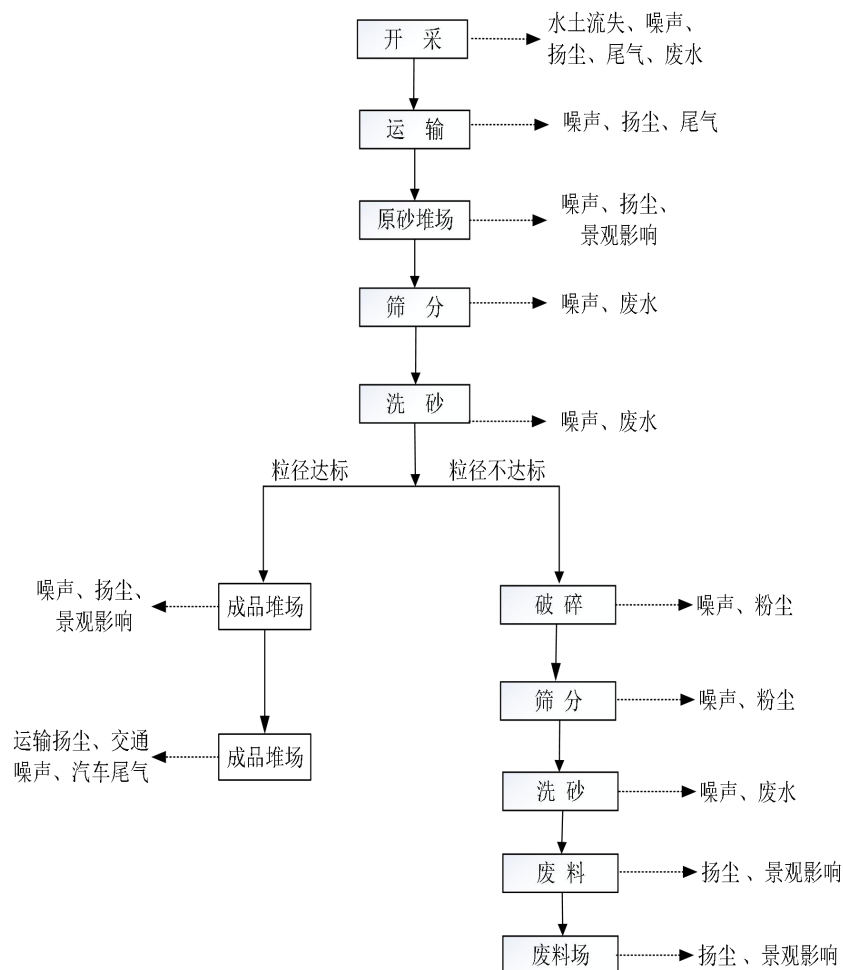 开 采
水土流失、噪声、
扬尘、尾气、废水
运 输
噪声、扬尘、尾气
原砂堆场
噪声、扬尘、
景观影响
筛 分
噪声、废水
洗 砂
噪声、废水
粒径达标
粒径不达标
噪声、扬尘、
景观影响
成品堆场
破 碎
噪声、粉尘
筛 分
噪声、粉尘
运输扬尘、交通
噪声、汽车尾气
成品堆场
洗 砂
噪声、废水
废 料
扬尘、景观影响
废料场
扬尘、景观影响